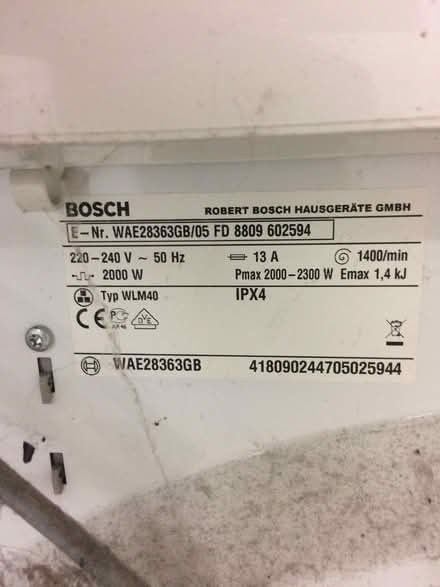 BOSCH ROBERT BOSCH HAUSGERÄTE GMBH
E-Nr. WAE28363GB/05 FD 8809 602594
220-240 V ~ 50 Hz 13 A 1400/min
2000 W Pmax 2000-2300 W Emax 1,4 kJ
Typ WLM40 IPX4
CE
WAE28363GB 418090244705025944